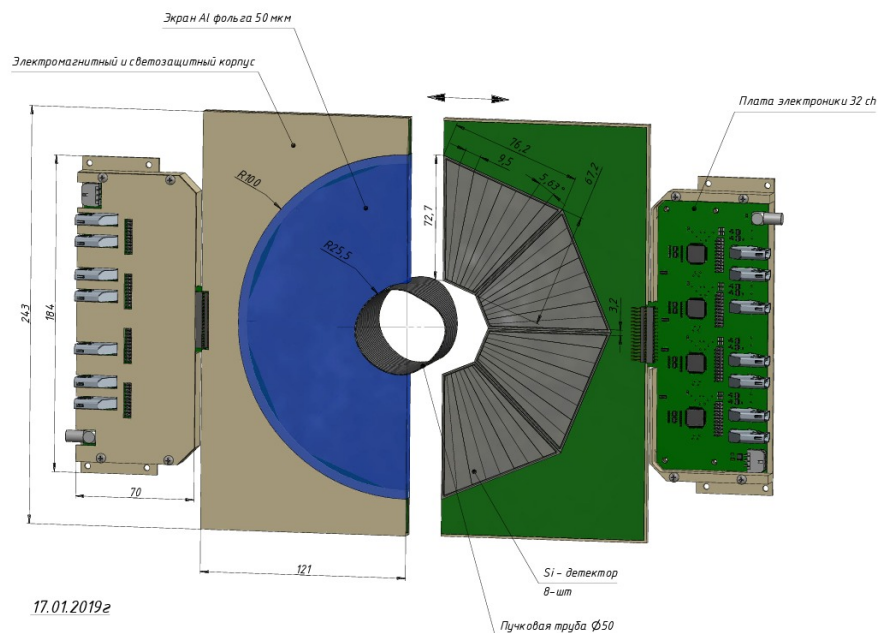 Экран Al фольга 50 мкм
Электромагнитный и светозащитный корпус
Плата электроники 32 ch
76,2
9,5
5,63°
67,2
R100
72,7
R25,5
3,2
243
184
70
121
Si - детектор
8-шт
17.01.2019г
Пучковая труба Ø50